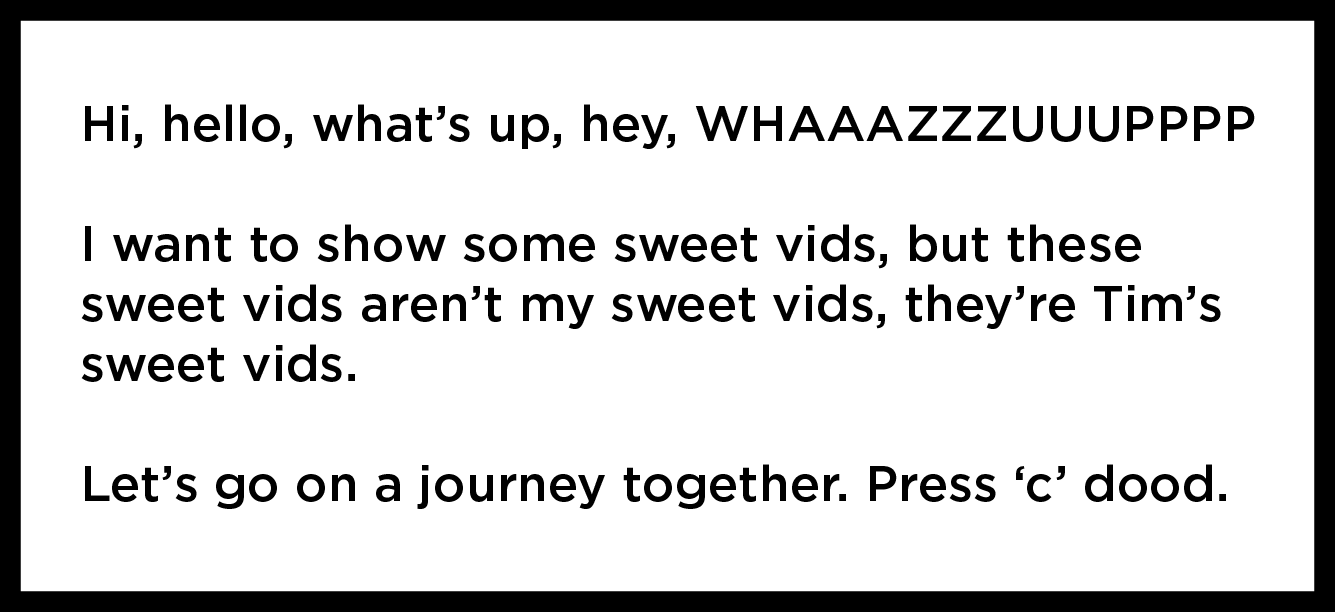 Hi, hello, what’s up, hey, WHAAAZZZUUUPPPP
I want to show some sweet vids, but these
sweet vids aren’t my sweet vids, they’re Tim’s
sweet vids.
Let’s go on a journey together. Press ‘c’ dood.